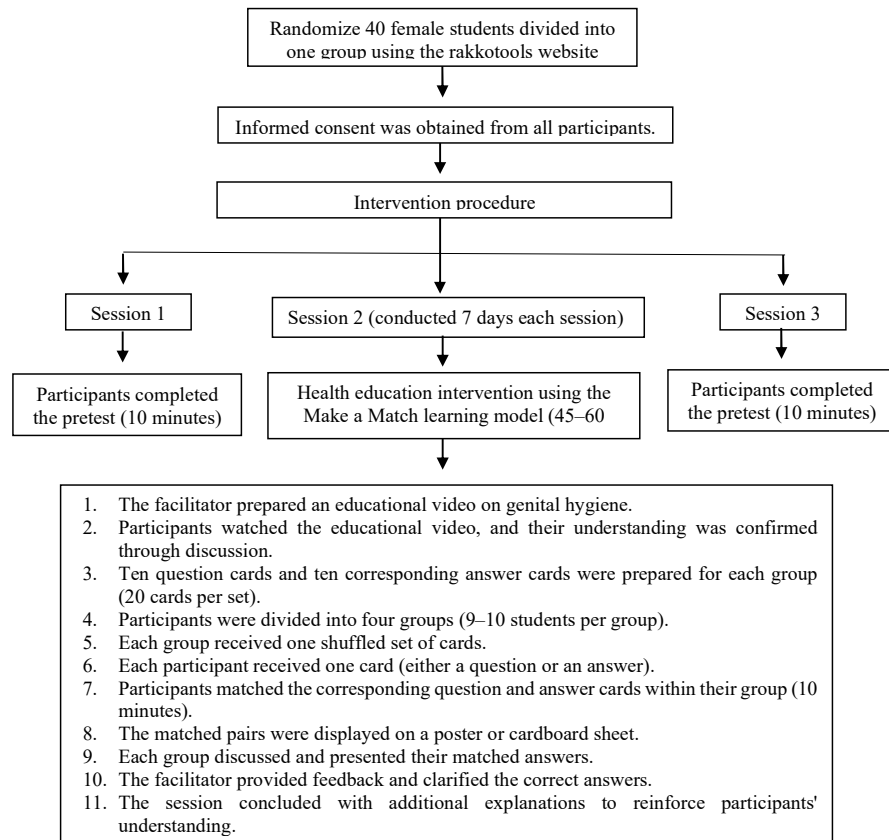 Randomize 40 female students divided into
one group using the rakkotools website
Informed consent was obtained from all participants.
Intervention procedure
Session 1
Session 2 (conducted 7 days each session)
Session 3
Participants completed
the pretest (10 minutes)
Health education intervention using the
Make a Match learning model (45–60
Participants completed
the pretest (10 minutes)
1. The facilitator prepared an educational video on genital hygiene.
2. Participants watched the educational video, and their understanding was confirmed
through discussion.
3. Ten question cards and ten corresponding answer cards were prepared for each group
(20 cards per set).
4. Participants were divided into four groups (9–10 students per group).
5. Each group received one shuffled set of cards.
6. Each participant received one card (either a question or an answer).
7. Participants matched the corresponding question and answer cards within their group (10
minutes).
8. The matched pairs were displayed on a poster or cardboard sheet.
9. Each group discussed and presented their matched answers.
10. The facilitator provided feedback and clarified the correct answers.
11. The session concluded with additional explanations to reinforce participants'
understanding.